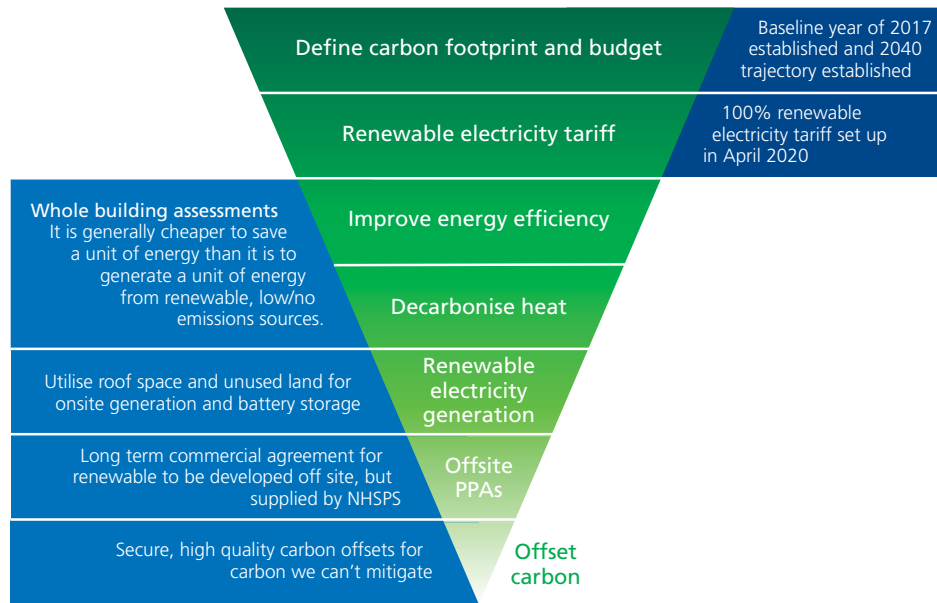 Define carbon footprint and budget
Baseline year of 2017
established and 2040
trajectory established
Renewable electricity tariff
100% renewable
electricity tariff set up
in April 2020
Whole building assessments
It is generally cheaper to save
a unit of energy than it is to
generate a unit of energy
from renewable, low/no
emissions sources.
Improve energy efficiency
Decarbonise heat
Utilise roof space and unused land for
onsite generation and battery storage
Renewable
electricity
generation
Long term commercial agreement for
renewable to be developed off site, but
supplied by NHSPS
Offsite
PPAs
Secure, high quality carbon offsets for
carbon we can't mitigate
Offset
carbon